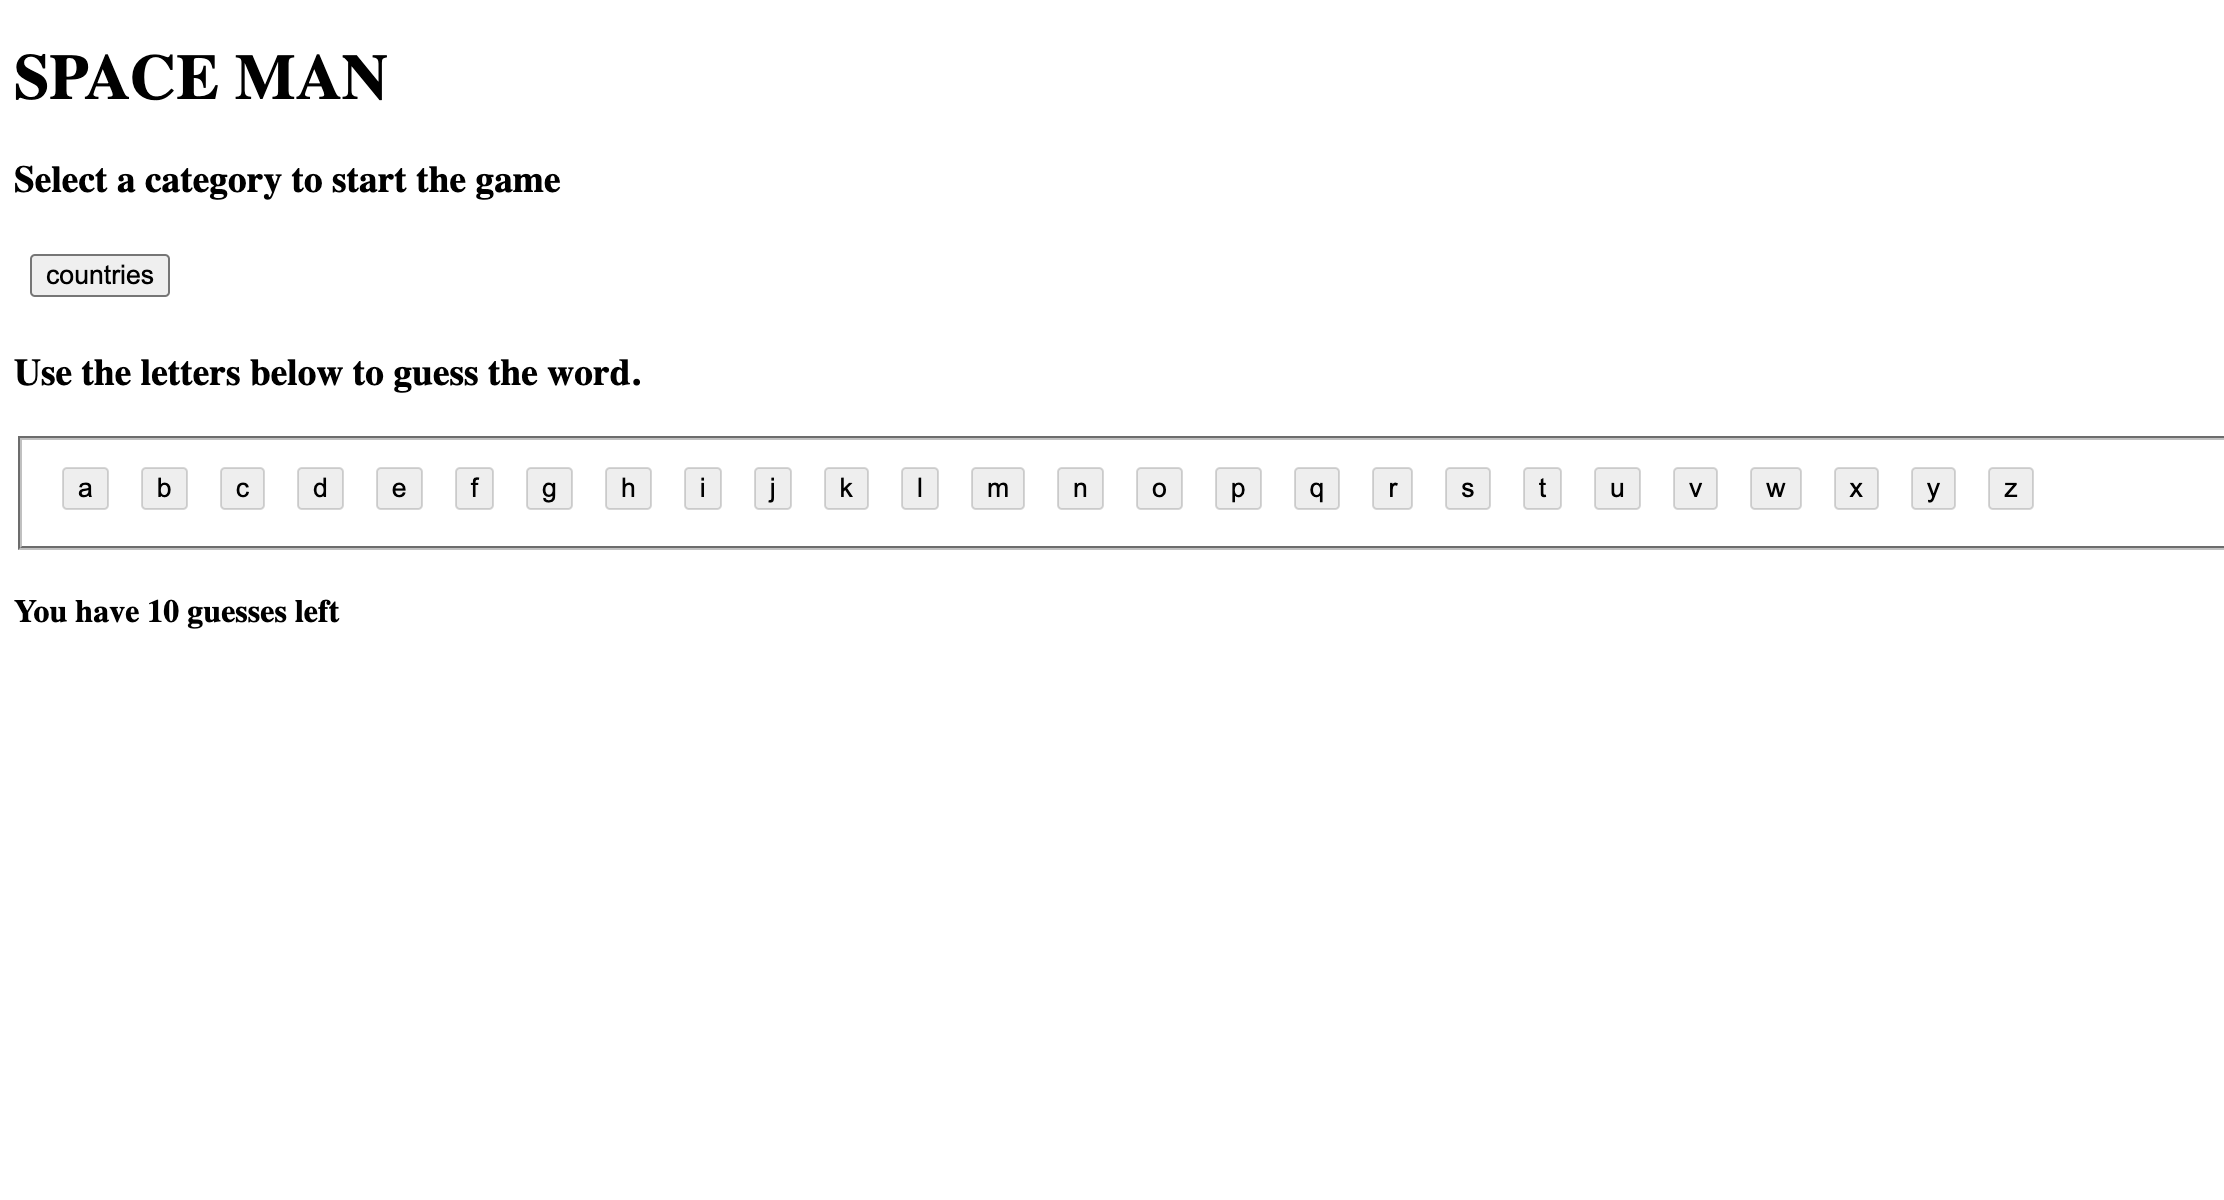 SPACE MAN
Select a category to start the game
countries
Use the letters below to guess the word.
a b c d e f g h i j k l m n o p q r s t u v w x y z
You have 10 guesses left